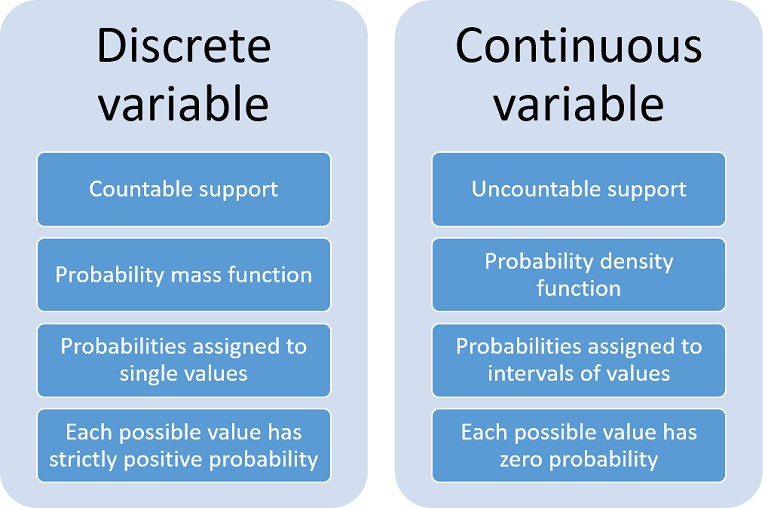 Discrete
variable
Countable support
Probability mass function
Probabilities assigned to
single values
Each possible value has
strictly positive probability
Continuous
variable
Uncountable support
Probability density
function
Probabilities assigned to
intervals of values
Each possible value has
zero probability